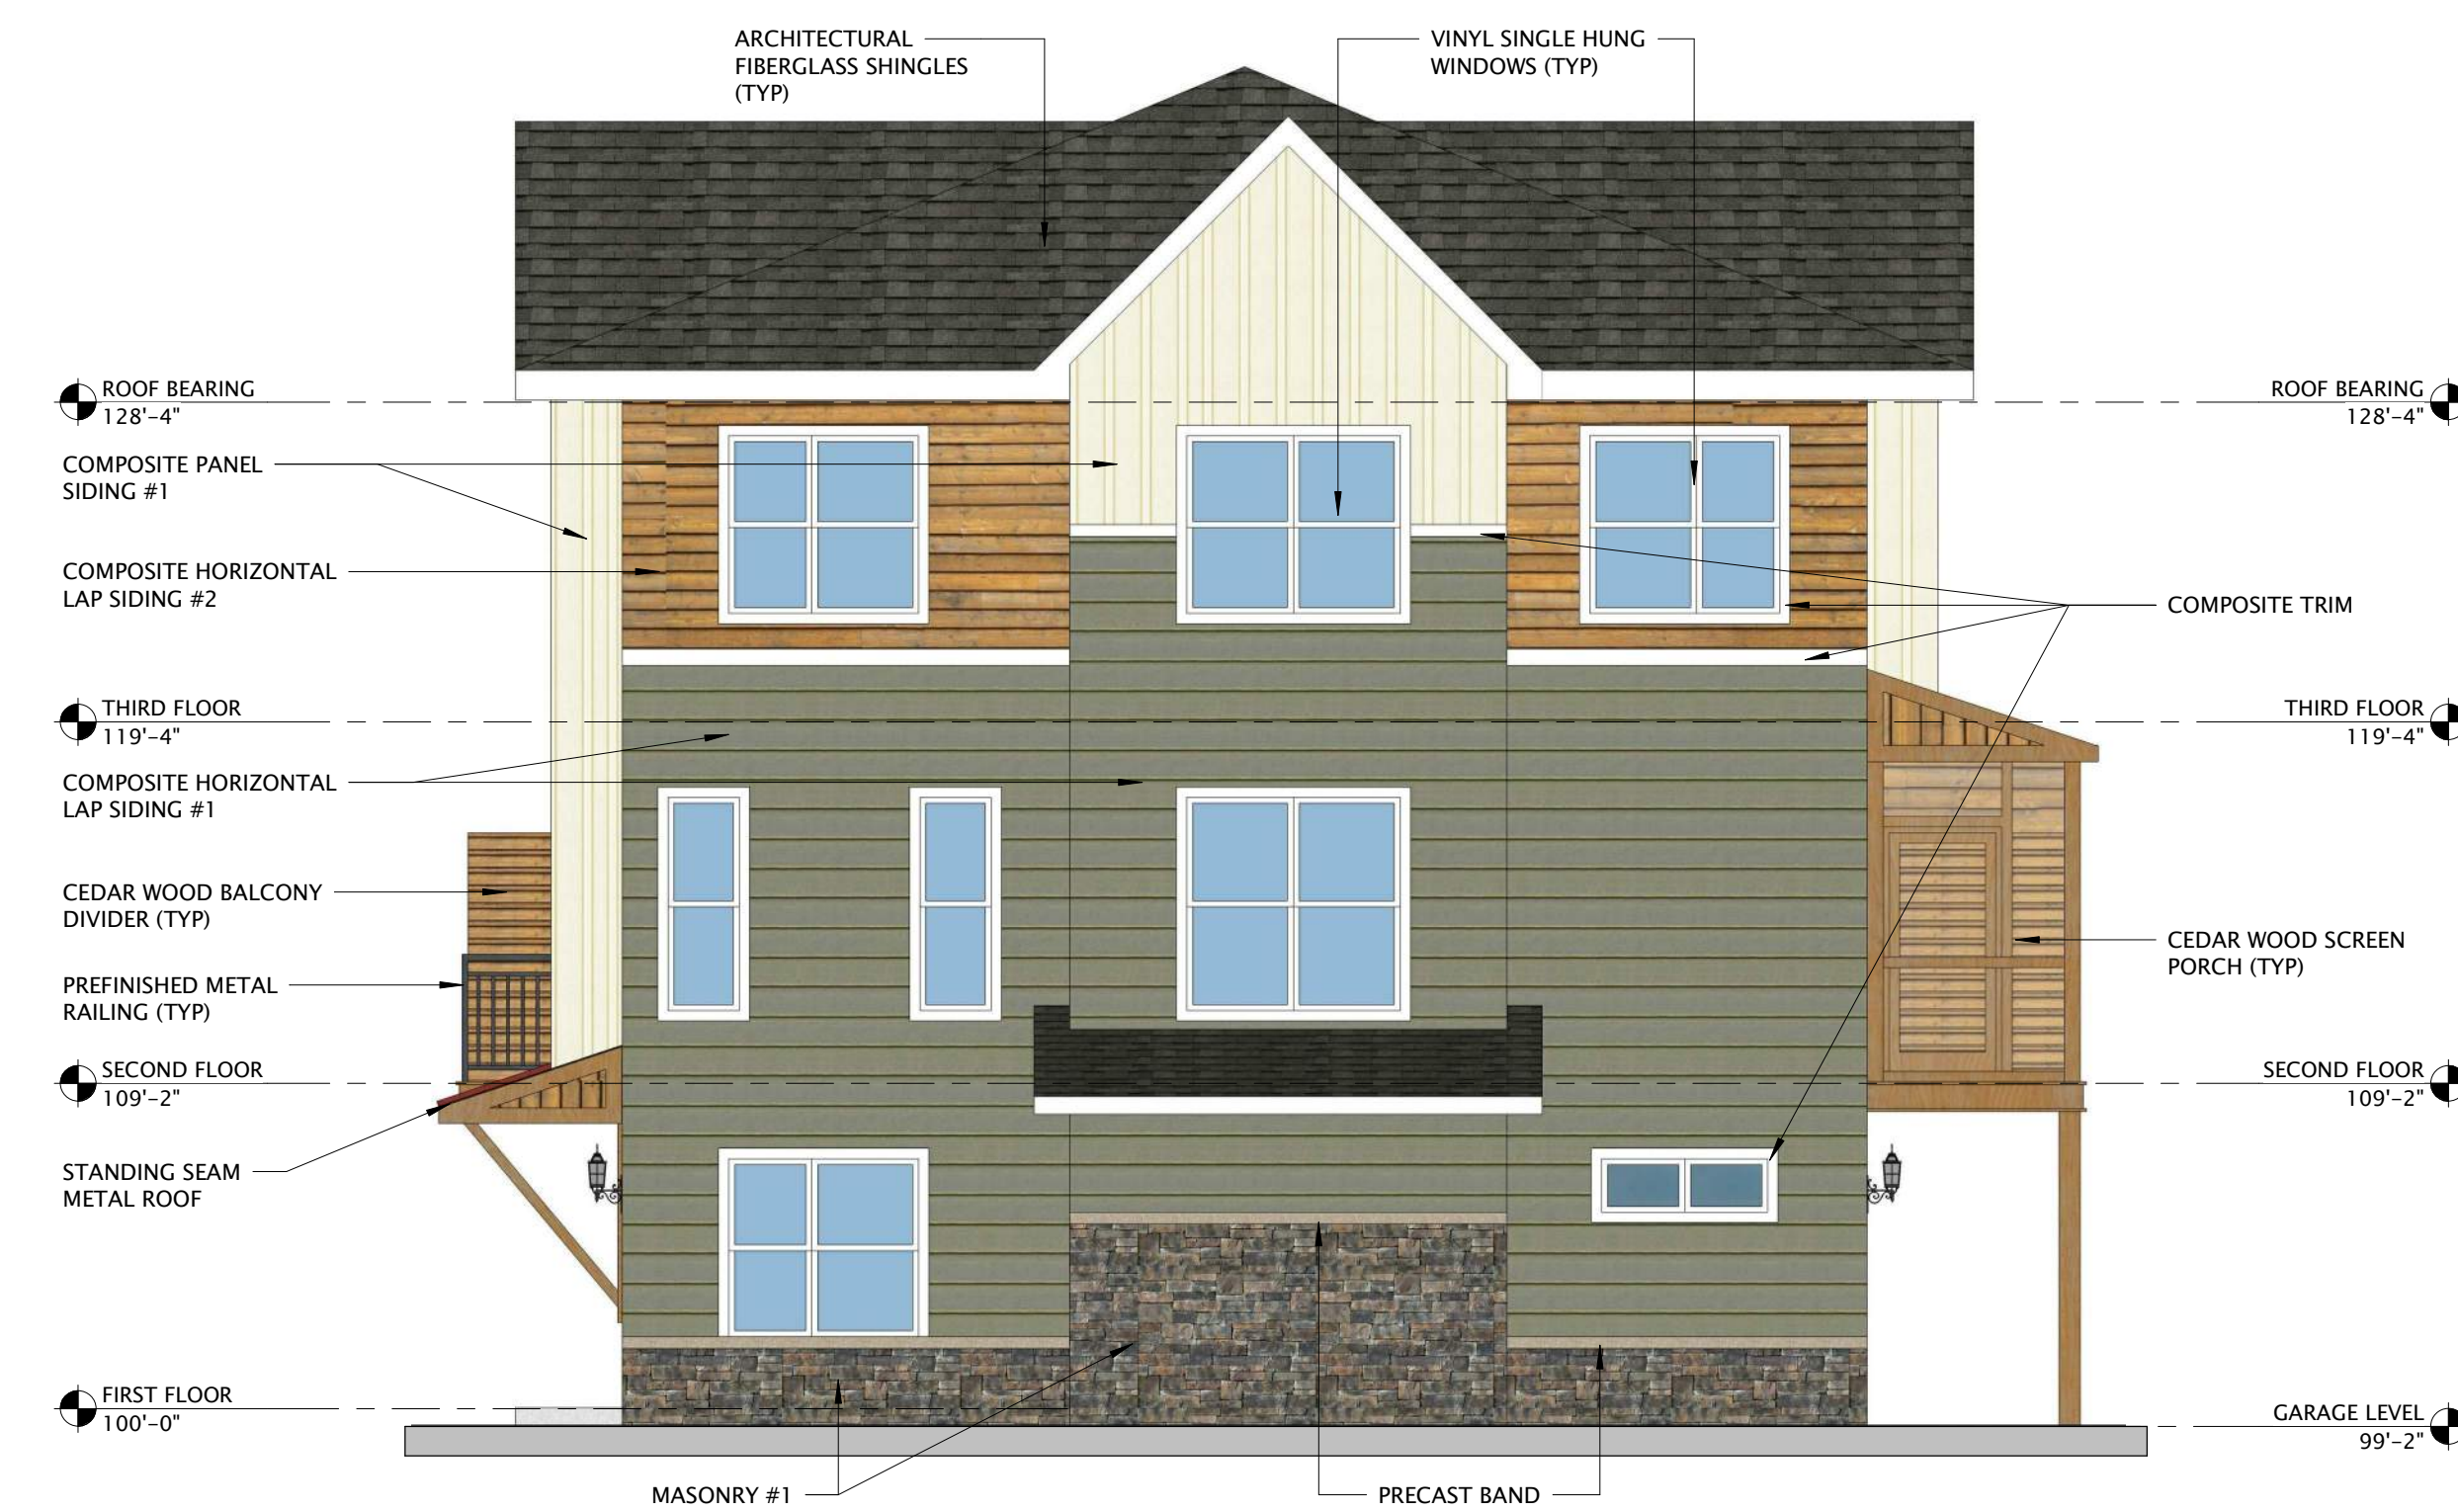 ARCHITECTURAL
FIBERGLASS SHINGLES
(TYP)
VINYL SINGLE HUNG
WINDOWS (TYP)
ROOF BEARING
128'-4"
COMPOSITE PANEL
SIDING #1
COMPOSITE HORIZONTAL
LAP SIDING #2
THIRD FLOOR
119'-4"
COMPOSITE HORIZONTAL
LAP SIDING #1
CEDAR WOOD BALCONY
DIVIDER (TYP)
PREFINISHED METAL
RAILING (TYP)
SECOND FLOOR
109'-2"
STANDING SEAM
METAL ROOF
FIRST FLOOR
100'-0"
ROOF BEARING
128'-4"
COMPOSITE TRIM
THIRD FLOOR
119'-4"
CEDAR WOOD SCREEN
PORCH (TYP)
SECOND FLOOR
109'-2"
GARAGE LEVEL
99'-2"
MASONRY #1
PRECAST BAND